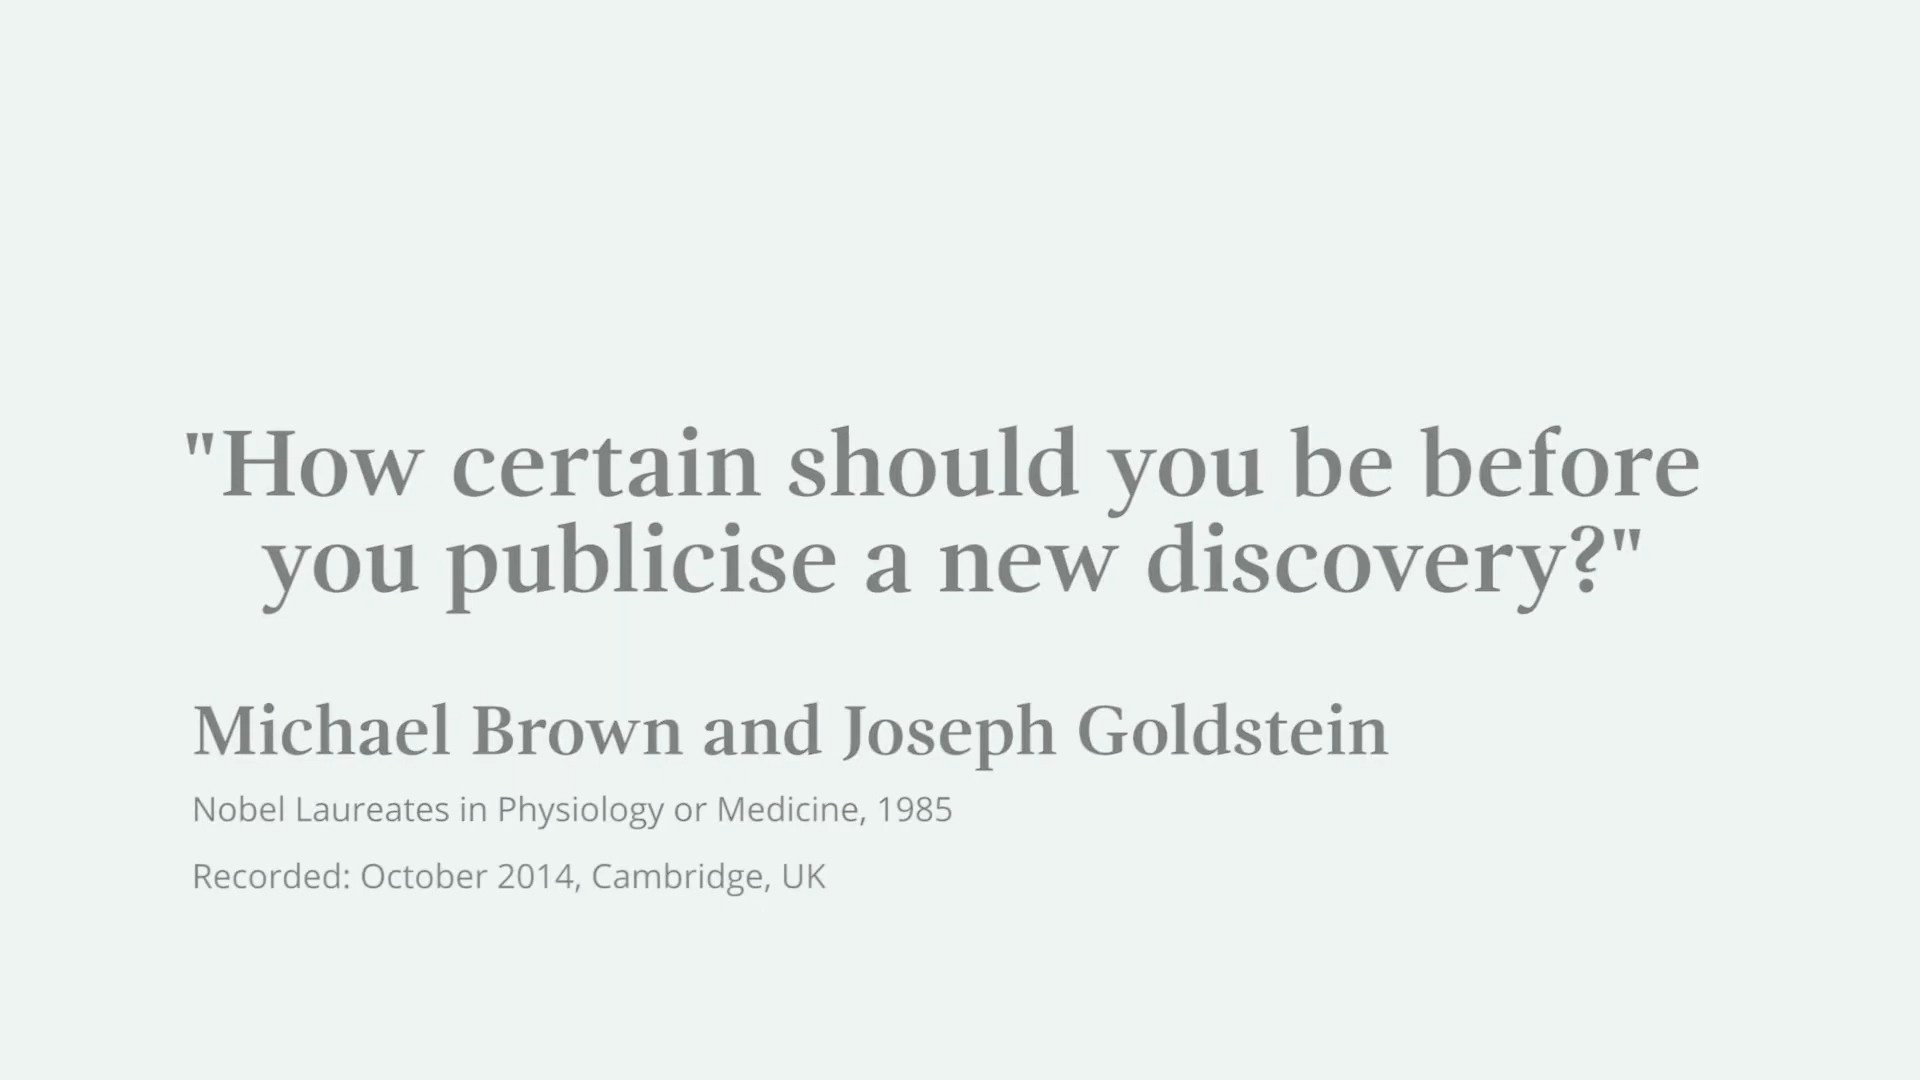 "How certain should you be before
you publicise a new discovery?"
Michael Brown and Joseph Goldstein
Nobel Laureates in Physiology or Medicine, 1985
Recorded: October 2014, Cambridge, UK